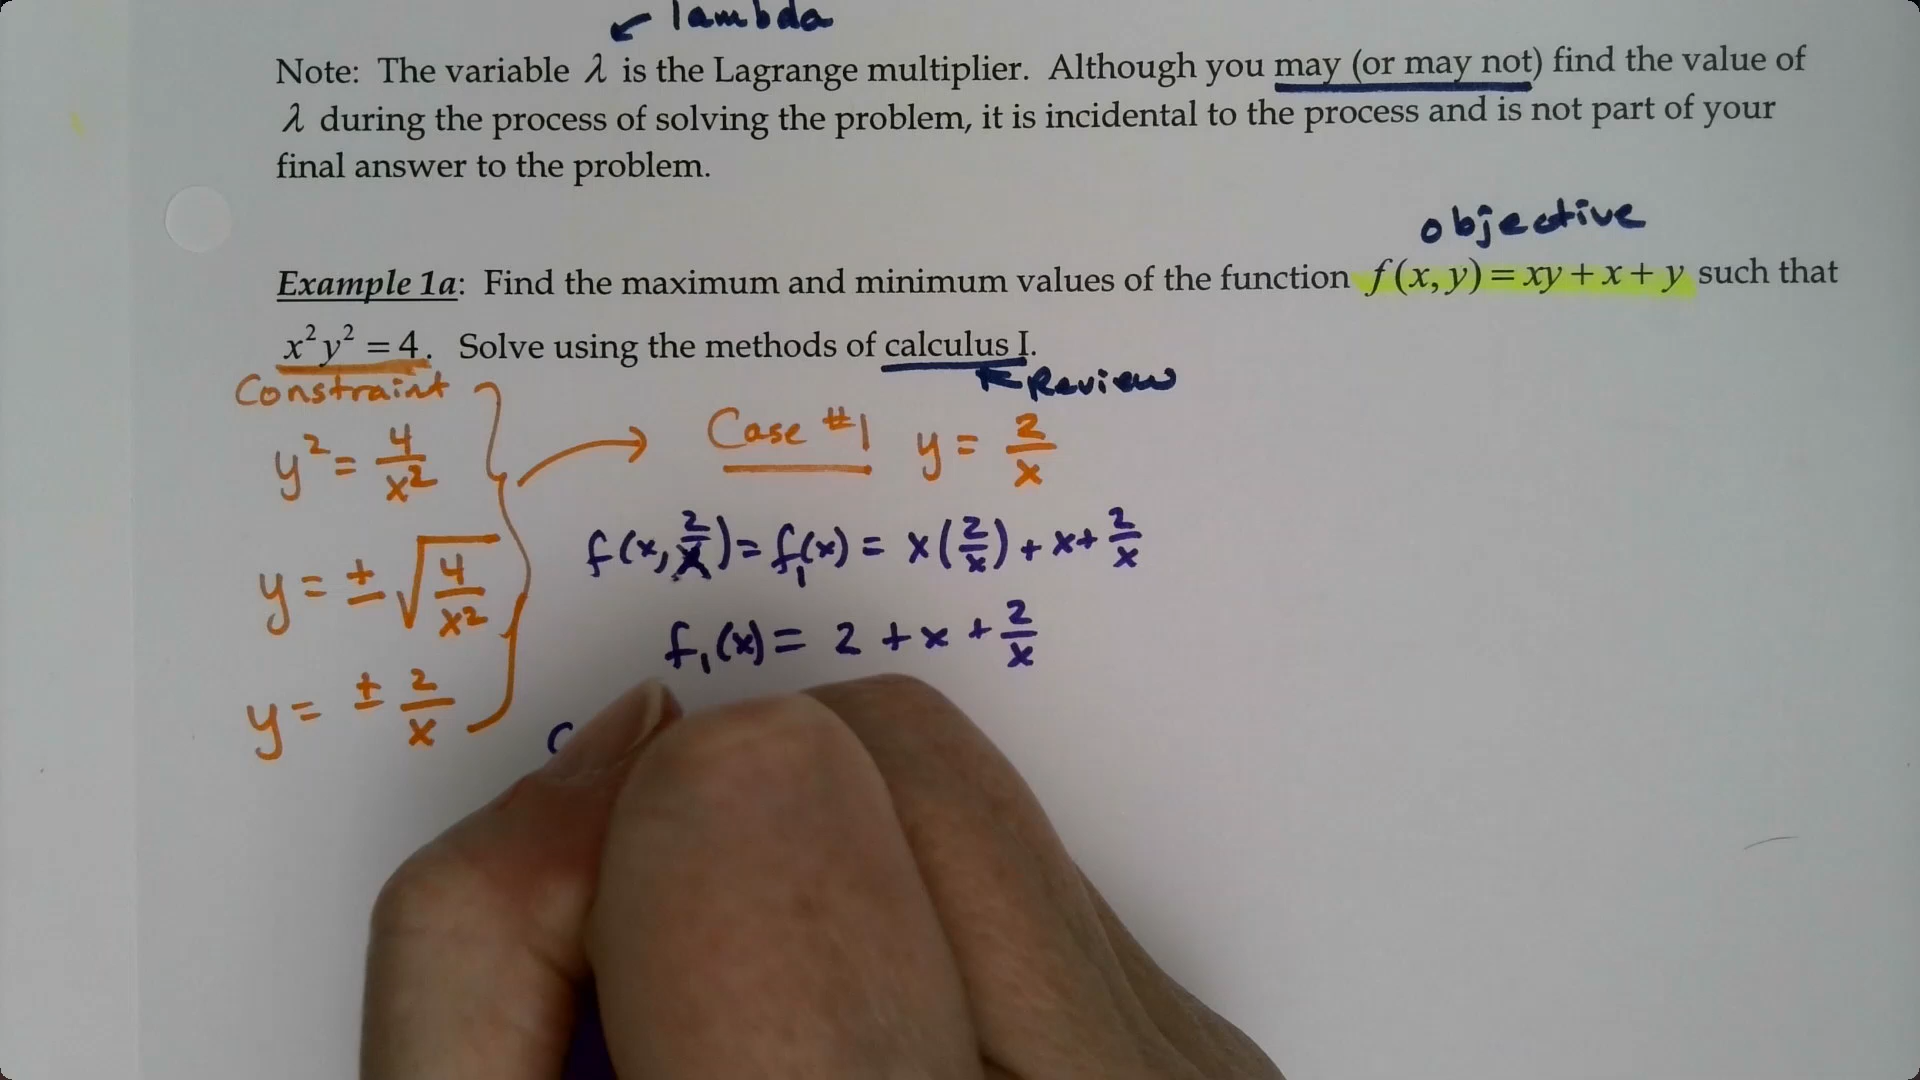 ← lambda
Note: The variable λ is the Lagrange multiplier. Although you may (or may not) find the value of
λ during the process of solving the problem, it is incidental to the process and is not part of your
final answer to the problem.
objective
Example 1a: Find the maximum and minimum values of the function f(x, y) = xy + x + y such that
x²y² = 4. Solve using the methods of calculus I.
← Review
Constraint
y² = 4/x²
y = ± √(4/x²)
y = ± 2/x
→ Case #1 y = 2/x
f(x, 2/x) = f₁(x) = x(2/x) + x + 2/x
f₁(x) = 2 + x + 2/x